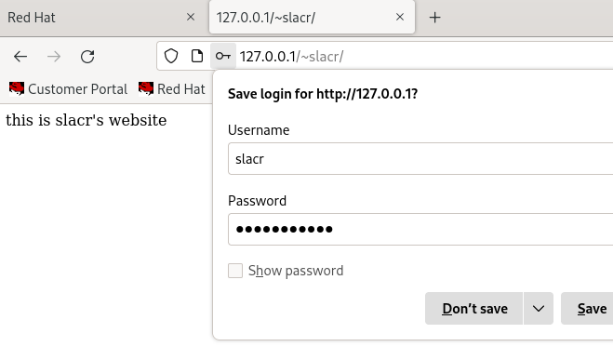 Red Hat
127.0.0.1/~slacr/
127.0.0.1/~slacr/
Customer Portal
Red Hat
this is slacr's website
Save login for http://127.0.0.1?
Username
slacr
Password
Show password
Don't save
Save